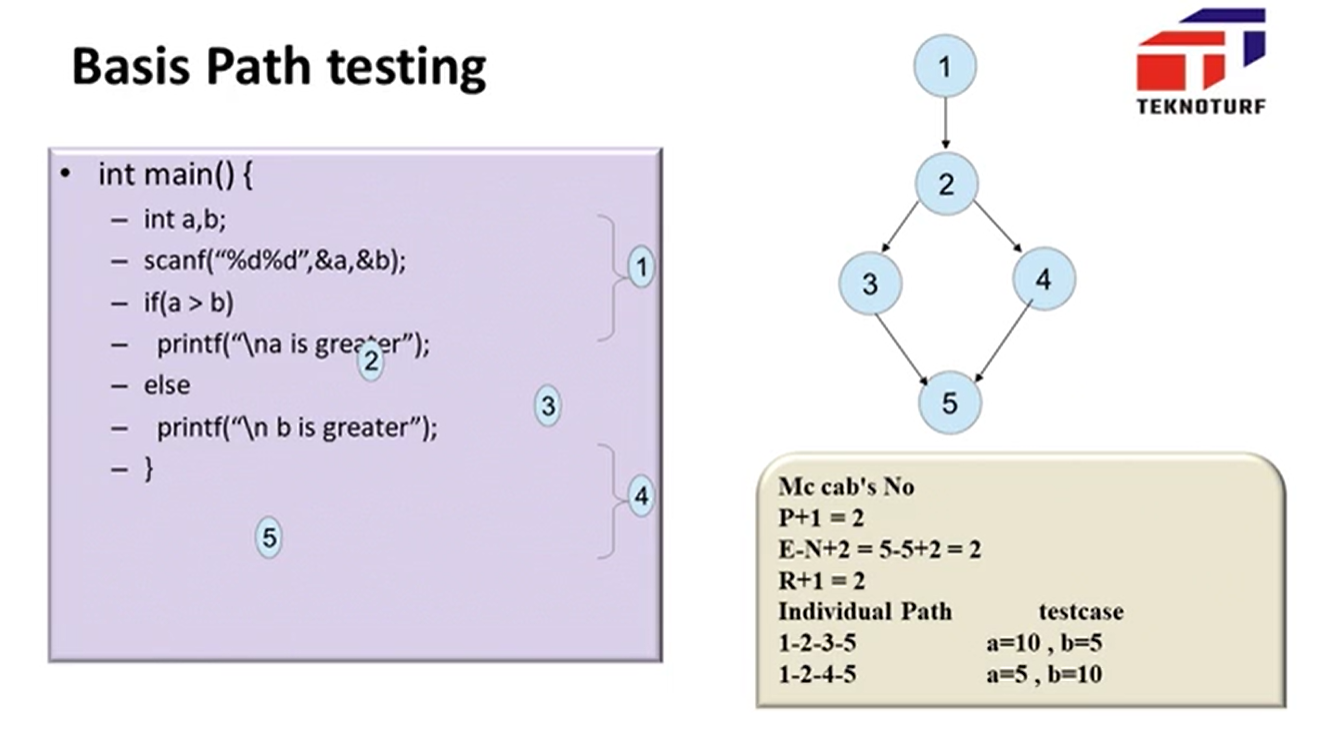 Basis Path testing
TEKNOTURF
• int main() {
– int a,b;
– scanf(“%d%d”,&a,&b);
– if(a > b)
– printf(“\na is greater”);
– else
– printf(“\n b is greater”);
– }
1
2
3
4
5
1
2
3
4
5
Mc cab's No
P+1 = 2
E-N+2 = 5-5+2 = 2
R+1 = 2
Individual Path testcase
1-2-3-5 a=10 , b=5
1-2-4-5 a=5 , b=10